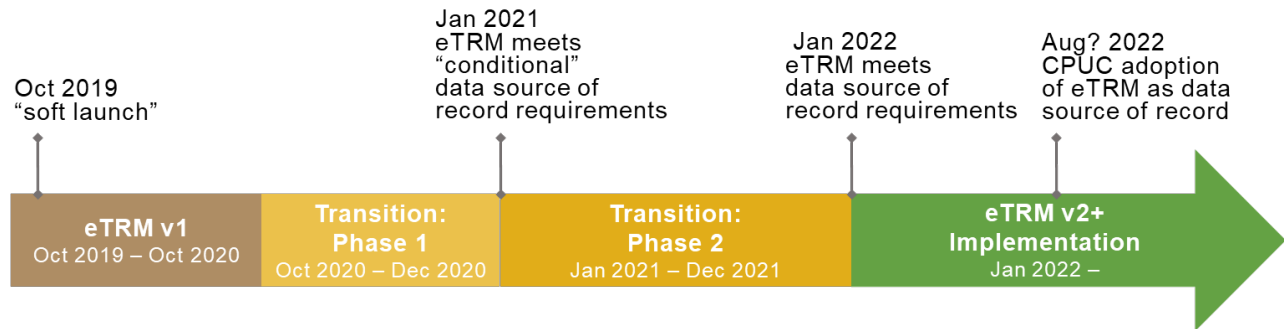 Oct 2019
“soft launch”
Jan 2021
eTRM meets
“conditional”
data source of
record requirements
Jan 2022
eTRM meets
data source of
record requirements
Aug? 2022
CPUC adoption
of eTRM as data
source of record
eTRM v1
Oct 2019 – Oct 2020
Transition:
Phase 1
Oct 2020 – Dec 2020
Transition:
Phase 2
Jan 2021 – Dec 2021
eTRM v2+
Implementation
Jan 2022 –